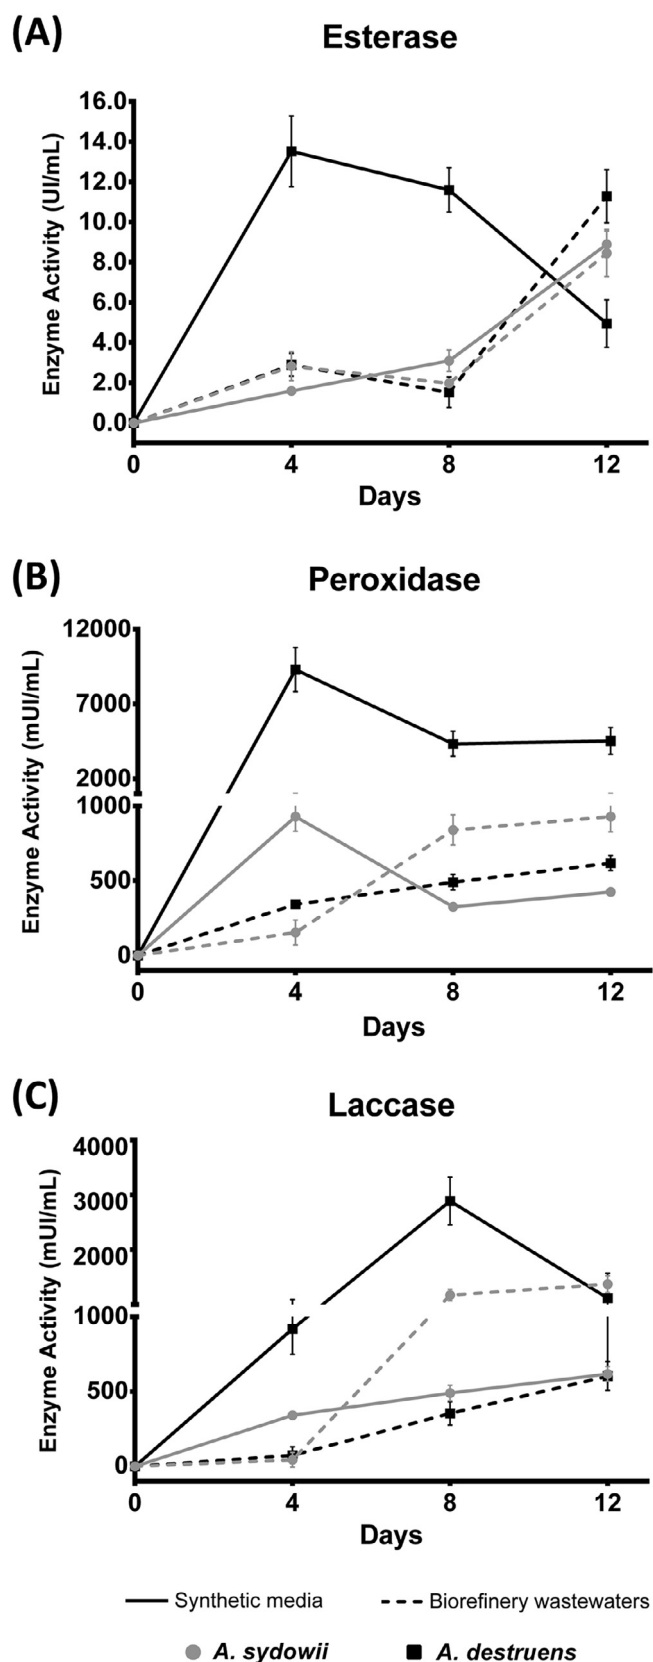 (A)
Esterase
Enzyme Activity (UI/mL)
16.0
14.0
12.0
10.0
8.0
6.0
4.0
2.0
0.0
0 4 8 12
Days
(B)
Peroxidase
Enzyme Activity (mUI/mL)
12000
7000
2000
1000
500
0
0 4 8 12
Days
(C)
Laccase
Enzyme Activity (mUI/mL)
4000
3000
2000
1000
500
0
0 4 8 12
Days
Synthetic media Biorefinery wastewaters
A. sydowii A. destruens